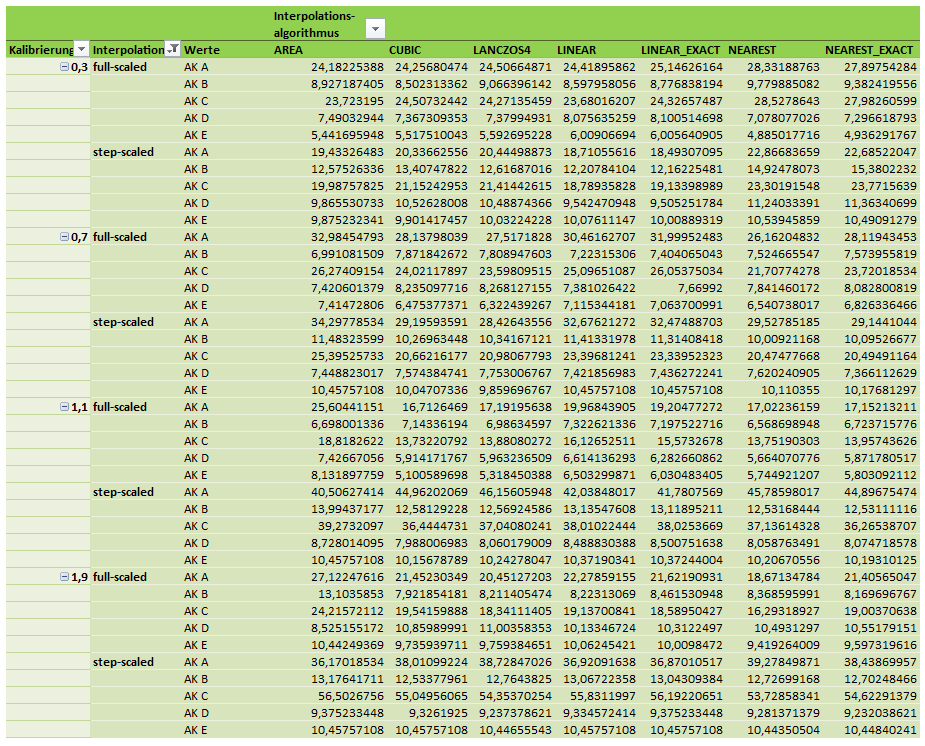 Interpolations-
algorithmus
Kalibrierung Interpolation Werte AREA CUBIC LANCZOS4 LINEAR LINEAR_EXACT NEAREST NEAREST_EXACT
0,3 full-scaled AK A 24,18225388 24,25680474 24,50664871 24,41895862 25,14626164 28,33188763 27,89754284
AK B 8,927187405 8,502313362 9,066396142 8,597958056 8,776838194 9,779885082 9,382419556
AK C 23,723195 24,50732442 24,27135459 23,68016207 24,32657487 28,5278643 27,98260599
AK D 7,49032944 7,367309353 7,37994931 8,075635259 8,100514698 7,078077026 7,296618793
AK E 5,441695948 5,517510043 5,592695228 6,00906694 6,005640905 4,885017716 4,936291767
step-scaled AK A 19,43326483 20,33662556 20,44498873 18,71055616 18,49307095 22,86683659 22,68522047
AK B 12,57526336 13,40747822 12,61687016 12,20784104 12,16225481 14,92478073 15,3802232
AK C 19,98757825 21,15242953 21,41442615 18,78935828 19,13398989 23,30191548 23,7715639
AK D 9,865530733 10,52628008 10,48874366 9,542470948 9,505251784 11,24033391 11,36340699
AK E 9,875232341 9,901417457 10,03224228 10,07611147 10,00889319 10,53945859 10,49091279
0,7 full-scaled AK A 32,98454793 28,13798039 27,5171828 30,46162707 31,99952483 26,16204832 28,11943453
AK B 6,991081509 7,871842672 7,808947603 7,22315306 7,404065043 7,524665547 7,573955819
AK C 26,27409154 24,02117897 23,59809515 25,09651087 26,05375034 21,70774278 23,72018534
AK D 7,420601379 8,235097716 8,268127155 7,381026422 7,66992 7,841460172 8,082800819
AK E 7,41472806 6,475377371 6,322439267 7,115344181 7,063700991 6,540738017 6,826336466
step-scaled AK A 34,29778534 29,19593591 28,42643556 32,67621272 32,47488703 29,52785185 29,1441044
AK B 11,48323599 10,26963448 10,34167121 11,41331978 11,31408418 10,00921168 10,09526677
AK C 25,39525733 20,66216177 20,98067793 23,39681241 23,33952323 20,47477668 20,49491164
AK D 7,448823017 7,574384741 7,753006767 7,421856983 7,436272241 7,620240905 7,366112629
AK E 10,45757108 10,04707336 9,859696767 10,45757108 10,45757108 10,110355 10,17681297
1,1 full-scaled AK A 25,60441151 16,7126469 17,19195638 19,96843905 19,20477272 17,02236159 17,15213211
AK B 6,698001336 7,14336194 6,98634597 7,322621336 7,197522716 6,568698948 6,723715776
AK C 18,8182622 13,73220792 13,88080272 16,12652511 15,5732678 13,75190303 13,95743626
AK D 7,42667056 5,914171767 5,963236509 6,614136293 6,282660862 5,664070776 5,871780517
AK E 8,131897759 5,100589698 5,318450388 6,503299871 6,030483405 5,744921207 5,803092112
step-scaled AK A 40,50627414 44,96202069 46,15605948 42,03848017 41,7807569 45,78598017 44,89675474
AK B 13,99437177 12,58129228 12,56924586 13,13547608 13,11895211 12,53168444 12,53111116
AK C 39,2732097 36,4444731 37,04080241 38,01022444 38,0253669 37,13614328 36,26538707
AK D 8,728014095 7,988006983 8,060179009 8,488830388 8,500751638 8,058763491 8,074718578
AK E 10,45757108 10,15678789 10,24278047 10,37190341 10,37244004 10,20670556 10,19310125
1,9 full-scaled AK A 27,12247616 21,45230349 20,45127203 22,27859155 21,62190931 18,67134784 21,40565047
AK B 13,1035853 7,921854181 8,211405474 8,22313069 8,461530948 8,368595991 8,169696767
AK C 24,21572112 19,54159888 18,34111405 19,13700841 18,58950427 16,29318927 19,00370638
AK D 8,525155172 10,85989991 11,00358353 10,13346724 10,3122497 10,4931297 10,55179151
AK E 10,44249369 9,735939711 9,759384651 10,06245421 10,0098472 9,419264009 9,597319616
step-scaled AK A 36,17018534 38,01099224 38,72847026 36,92091638 36,87010517 39,27849871 38,43869957
AK B 13,17641711 12,53377961 12,7643825 13,06722358 13,04309384 12,72699168 12,70248466
AK C 56,5026756 55,04956065 54,35370254 55,8311997 56,19220651 53,72858341 54,62291379
AK D 9,375233448 9,3261925 9,237378621 9,334572414 9,375233448 9,281371379 9,232038621
AK E 10,45757108 10,45757108 10,44655543 10,45757108 10,45757108 10,44350504 10,44840241